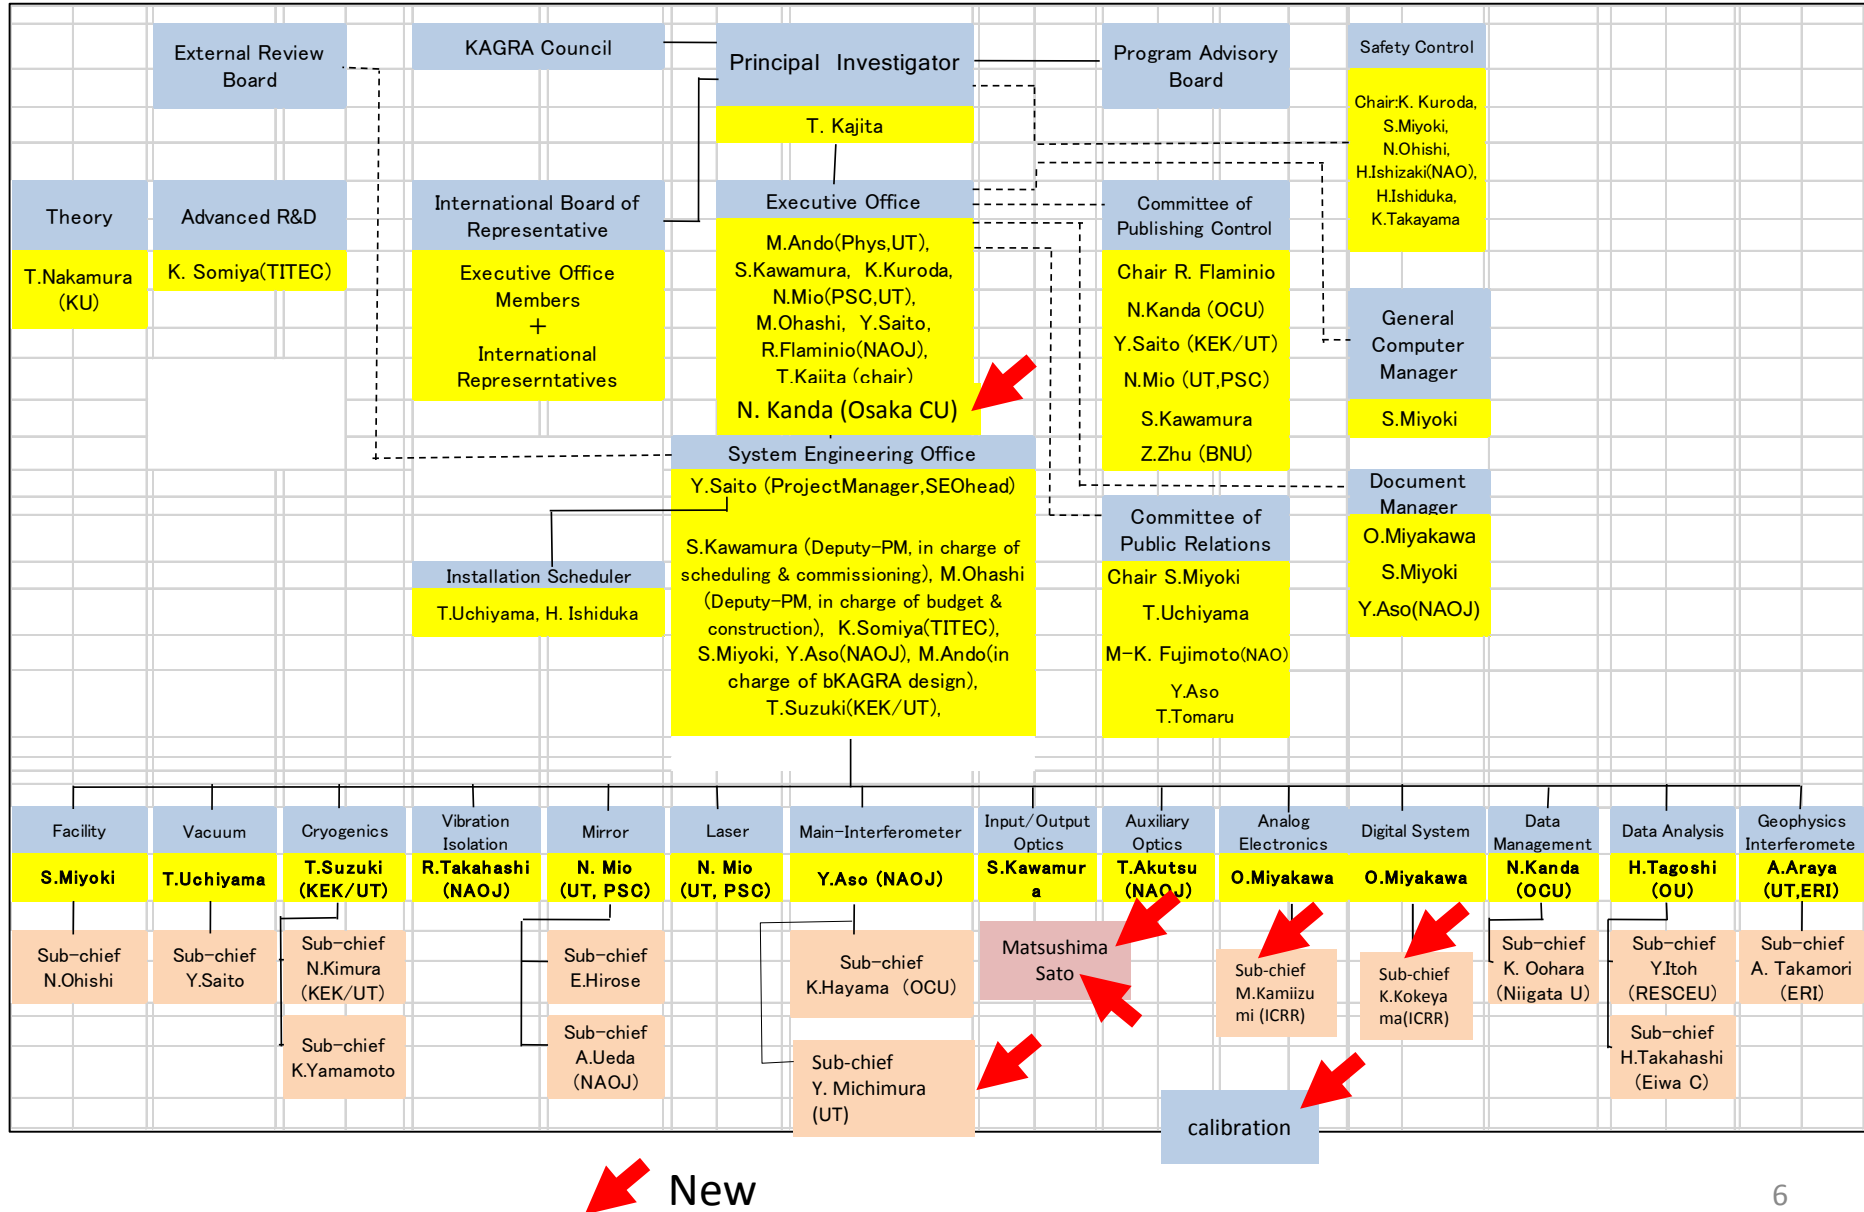 External Review
Board
KAGRA Council
Principal Investigator
T. Kajita
Program Advisory
Board
Safety Control
Chair:K. Kuroda,
S.Miyoki,
N.Ohishi,
H.Ishizaki(NAO),
H.Ishiduka,
K.Takayama
Theory
T.Nakamura
(KU)
Advanced R&D
K. Somiya(TITEC)
International Board of
Representative
Executive Office
Members
+
International
Represerntatives
Executive Office
M.Ando(Phys,UT),
S.Kawamura, K.Kuroda,
N.Mio(PSC,UT),
M.Ohashi, Y.Saito,
R.Flaminio(NAOJ),
T.Kajita (chair)
N. Kanda (Osaka CU)
Committee of
Publishing Control
Chair R. Flaminio
N.Kanda (OCU)
Y.Saito (KEK/UT)
N.Mio (UT,PSC)
S.Kawamura
Z.Zhu (BNU)
General
Computer
Manager
S.Miyoki
System Engineering Office
Y.Saito (ProjectManager,SEOhead)
S.Kawamura (Deputy-PM, in charge of
scheduling & commissioning), M.Ohashi
(Deputy-PM, in charge of budget &
construction), K.Somiya(TITEC),
S.Miyoki, Y.Aso(NAOJ), M.Ando(in
charge of bKAGRA design),
T.Suzuki(KEK/UT),
Document
Manager
O.Miyakawa
S.Miyoki
Y.Aso(NAOJ)
Committee of
Public Relations
Chair S.Miyoki
T.Uchiyama
M-K. Fujimoto(NAO)
Y.Aso
T.Tomaru
Installation Scheduler
T.Uchiyama, H. Ishiduka
Facility
S.Miyoki
Sub-chief
N.Ohishi
Vacuum
T.Uchiyama
Sub-chief
Y.Saito
Cryogenics
T.Suzuki
(KEK/UT)
Sub-chief
N.Kimura
(KEK/UT)
Sub-chief
K.Yamamoto
Vibration
Isolation
R.Takahashi
(NAOJ)
Mirror
N. Mio
(UT, PSC)
Sub-chief
E.Hirose
Sub-chief
A.Ueda
(NAOJ)
Laser
N. Mio
(UT, PSC)
Main-Interferometer
Y.Aso (NAOJ)
Sub-chief
K.Hayama (OCU)
Sub-chief
Y. Michimura
(UT)
Input/Output
Optics
S.Kawamur
a
Matsushima
Sato
Auxiliary
Optics
T.Akutsu
(NAOJ)
Analog
Electronics
O.Miyakawa
Sub-chief
M.Kamiizu
mi (ICRR)
Digital System
O.Miyakawa
Sub-chief
K.Kokeya
ma(ICRR)
Data
Management
N.Kanda
(OCU)
Sub-chief
K. Oohara
(Niigata U)
Data Analysis
H.Tagoshi
(OU)
Sub-chief
Y.Itoh
(RESCEU)
Sub-chief
H.Takahashi
(Eiwa C)
Geophysics
Interferomete
A.Araya
(UT,ERI)
Sub-chief
A. Takamori
(ERI)
calibration
New
6